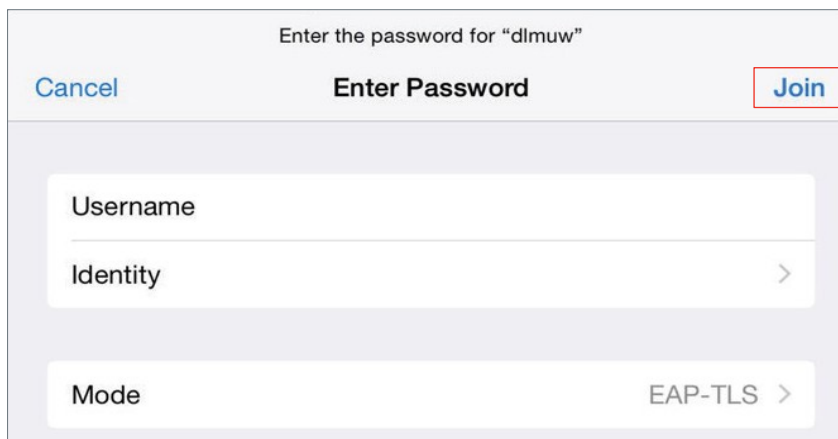 Enter the password for “dlmuw”
Cancel Enter Password Join
Username
Identity
Mode EAP-TLS